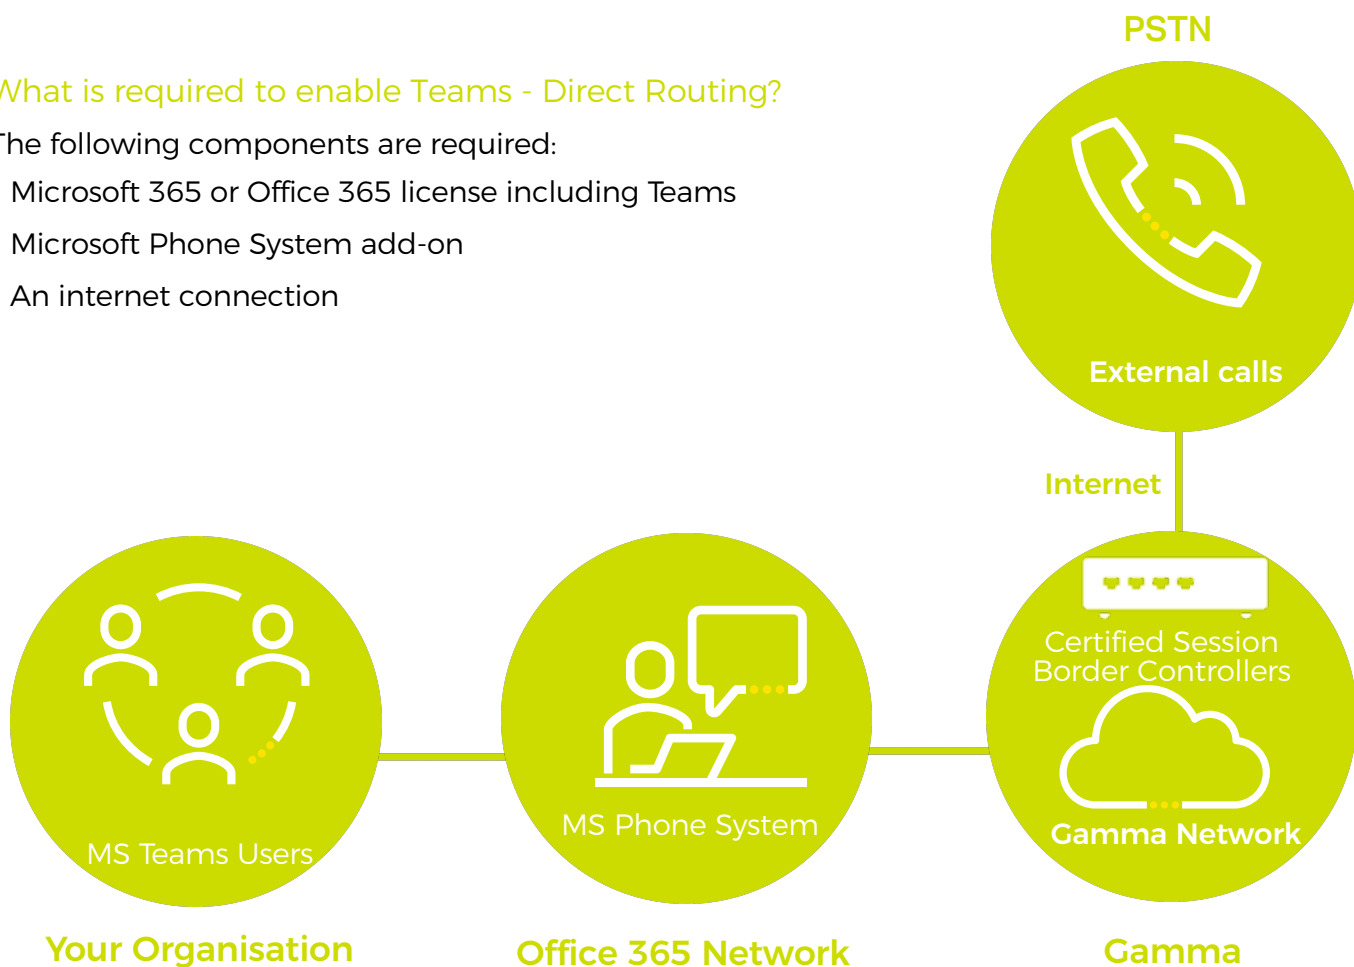 What is required to enable Teams - Direct Routing?
The following components are required:
Microsoft 365 or Office 365 license including Teams
Microsoft Phone System add-on
An internet connection
PSTN
External calls
Internet
Certified Session
Border Controllers
Gamma Network
MS Phone System
MS Teams Users
Your Organisation
Office 365 Network
Gamma